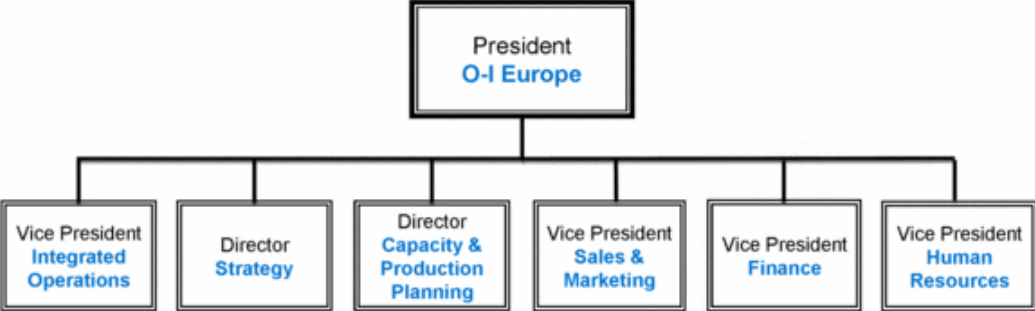 President
O-I Europe
Vice President
Integrated
Operations
Director
Strategy
Director
Capacity &
Production
Planning
Vice President
Sales &
Marketing
Vice President
Finance
Vice President
Human
Resources